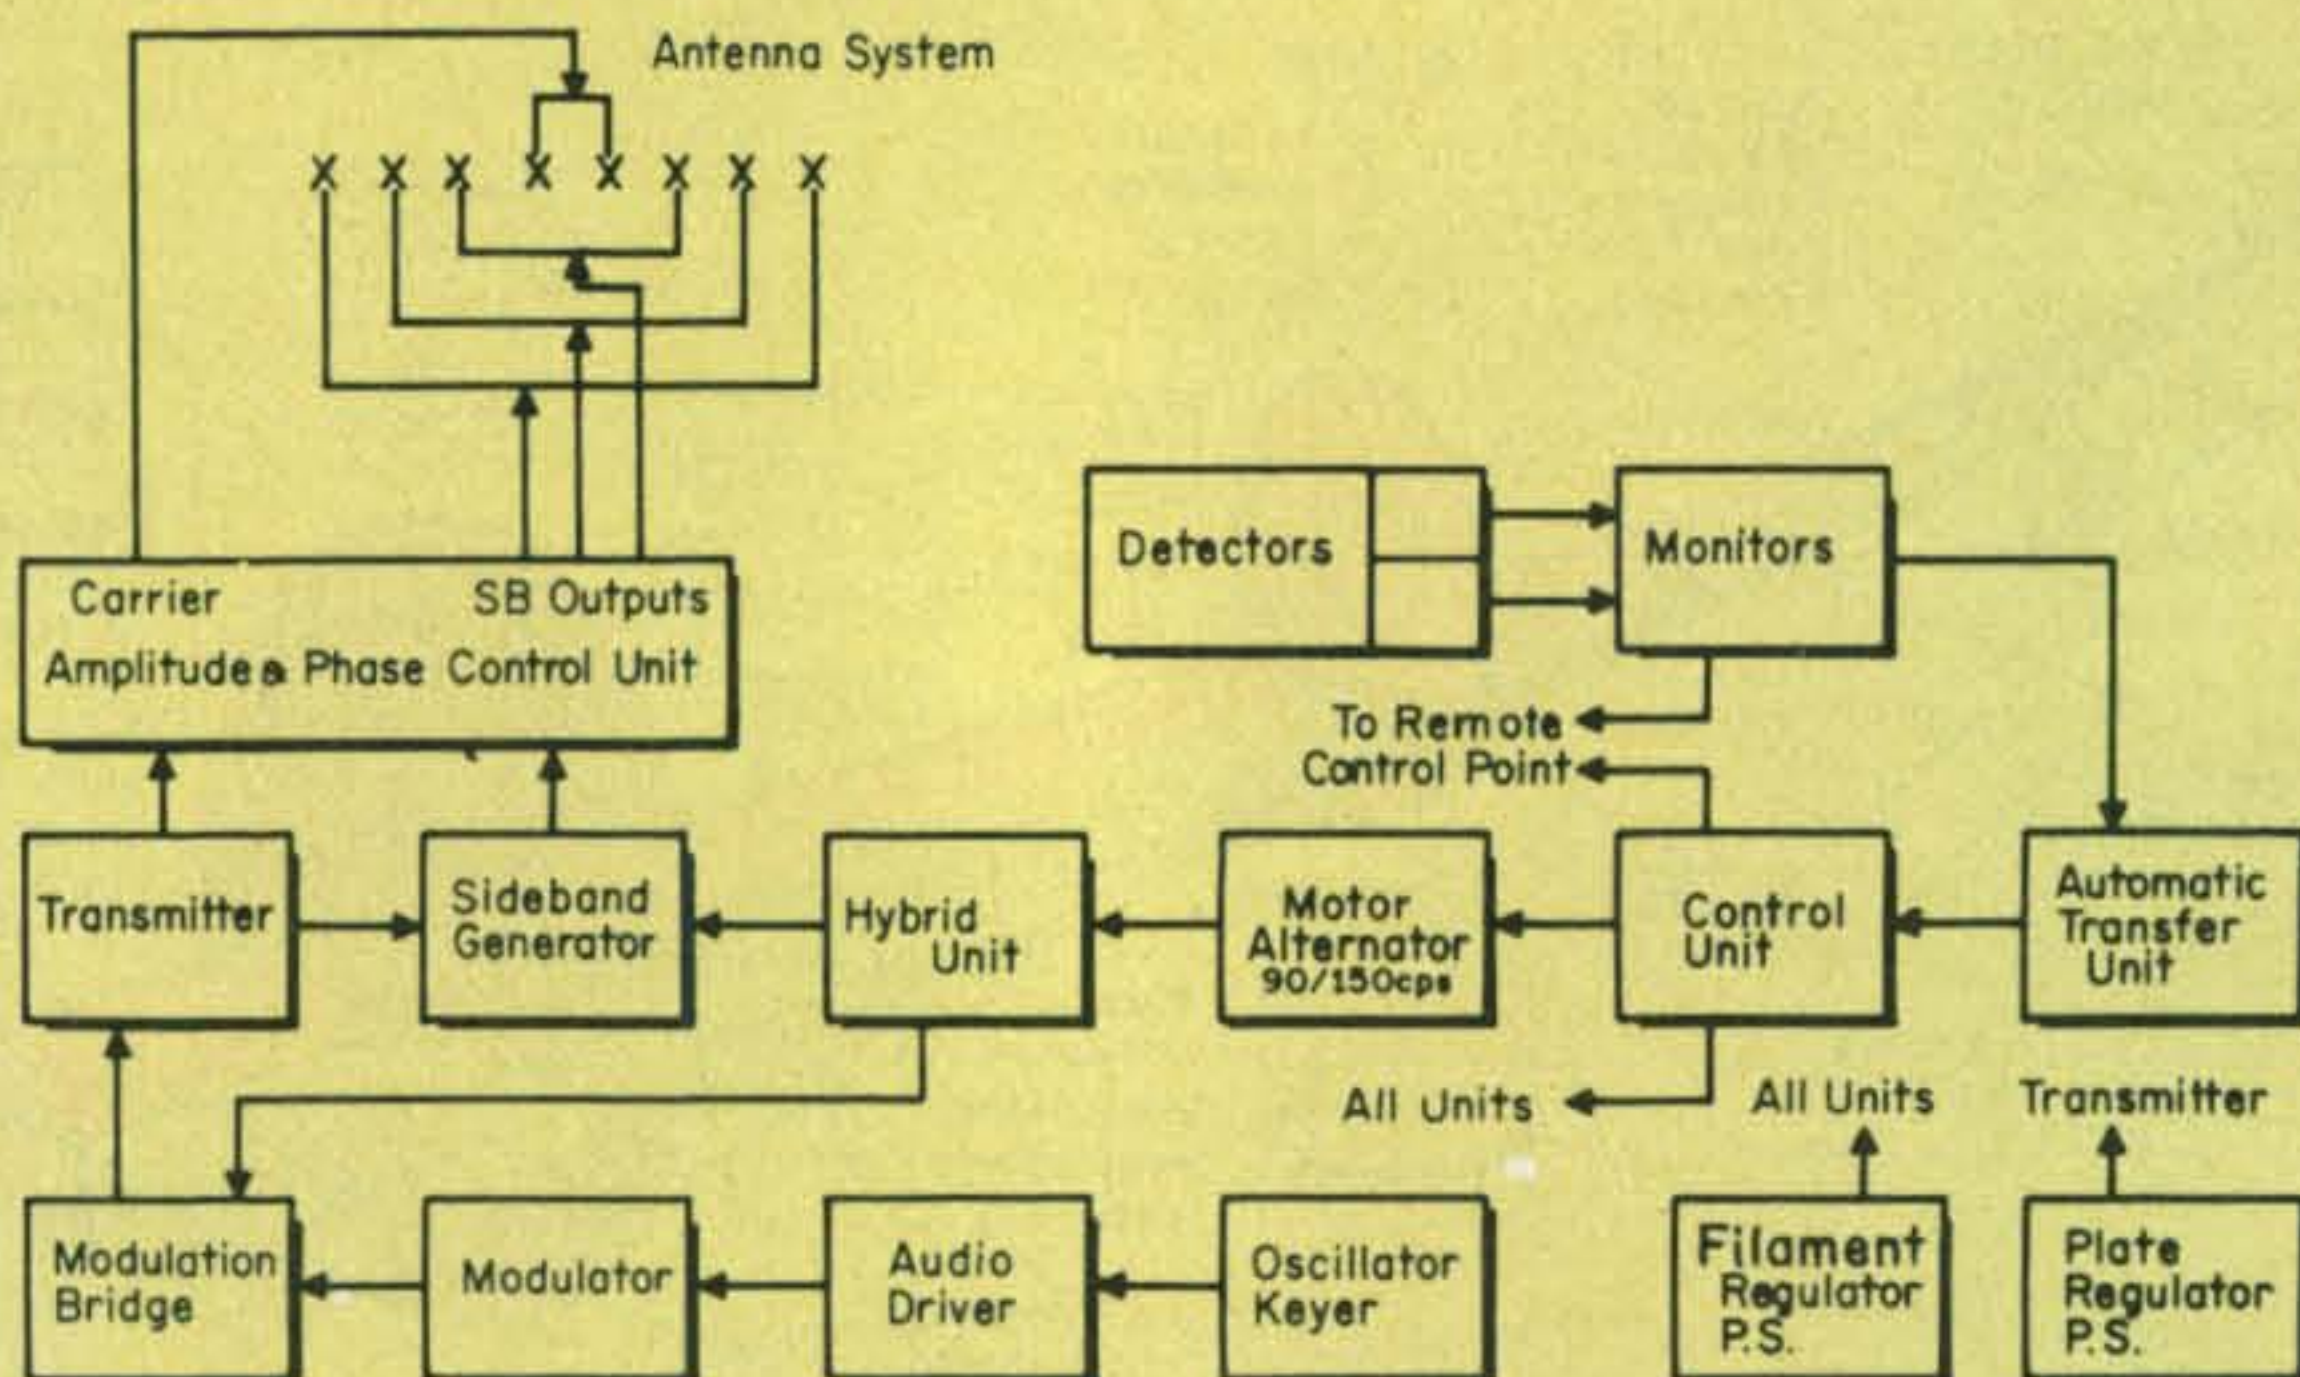 Antenna System
X X X X X X X X
Carrier
SB Outputs
Amplitude & Phase Control Unit
Detectors
Monitors
To Remote
Control Point
Transmitter
Sideband
Generator
Hybrid
Unit
Motor
Alternator
90/150cps
Control
Unit
Automatic
Transfer
Unit
All Units
All Units
Transmitter
Modulation
Bridge
Modulator
Audio
Driver
Oscillator
Keyer
Filament
Regulator
P.S.
Plate
Regulator
P.S.